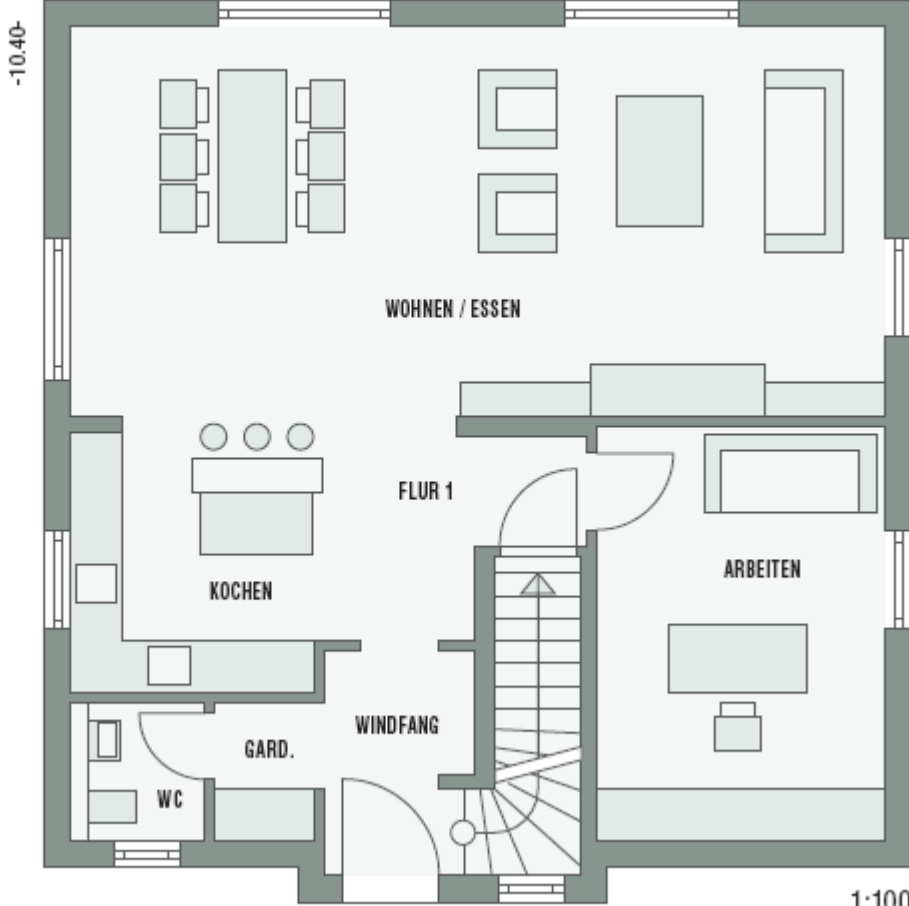 -10.40-
WOHNEN / ESSEN
FLUR 1
KOCHEN
ARBEITEN
WINDFANG
GARD.
WC
1:100